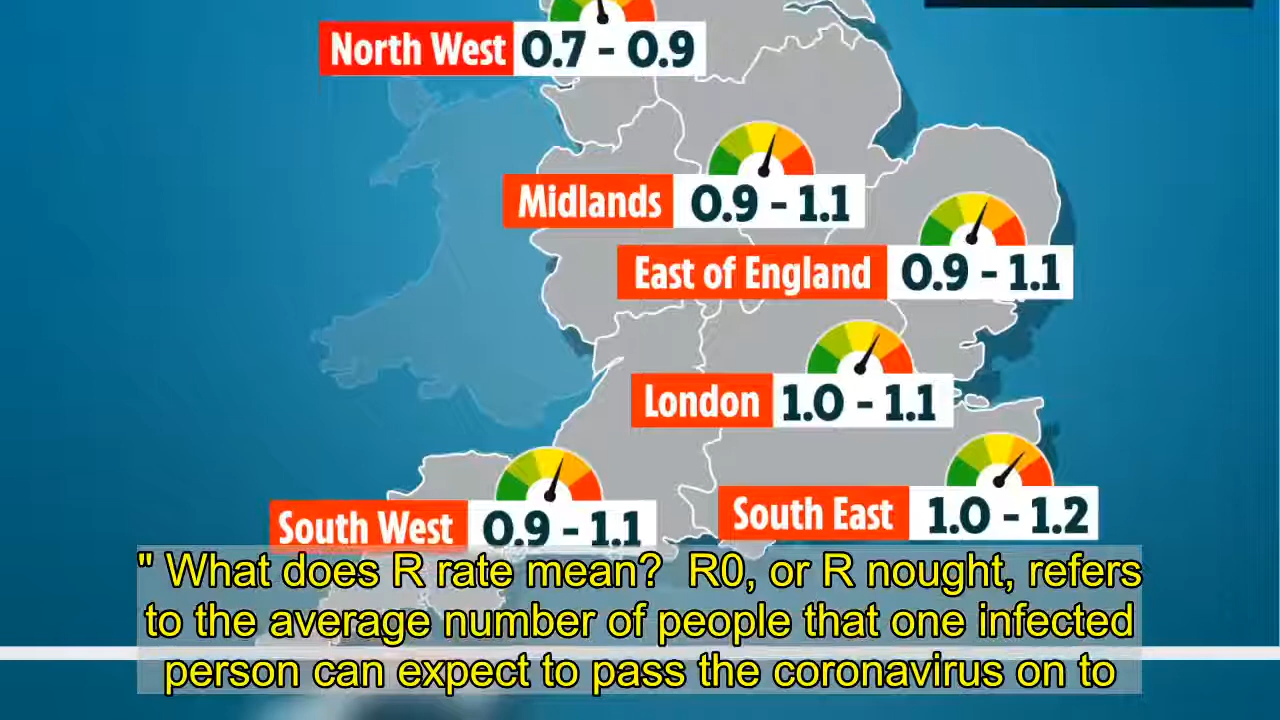 North West 0.7 - 0.9
Midlands 0.9 - 1.1
East of England 0.9 - 1.1
London 1.0 - 1.1
South West 0.9 - 1.1
South East 1.0 - 1.2
" What does R rate mean? R0, or R nought, refers
to the average number of people that one infected
person can expect to pass the coronavirus on to